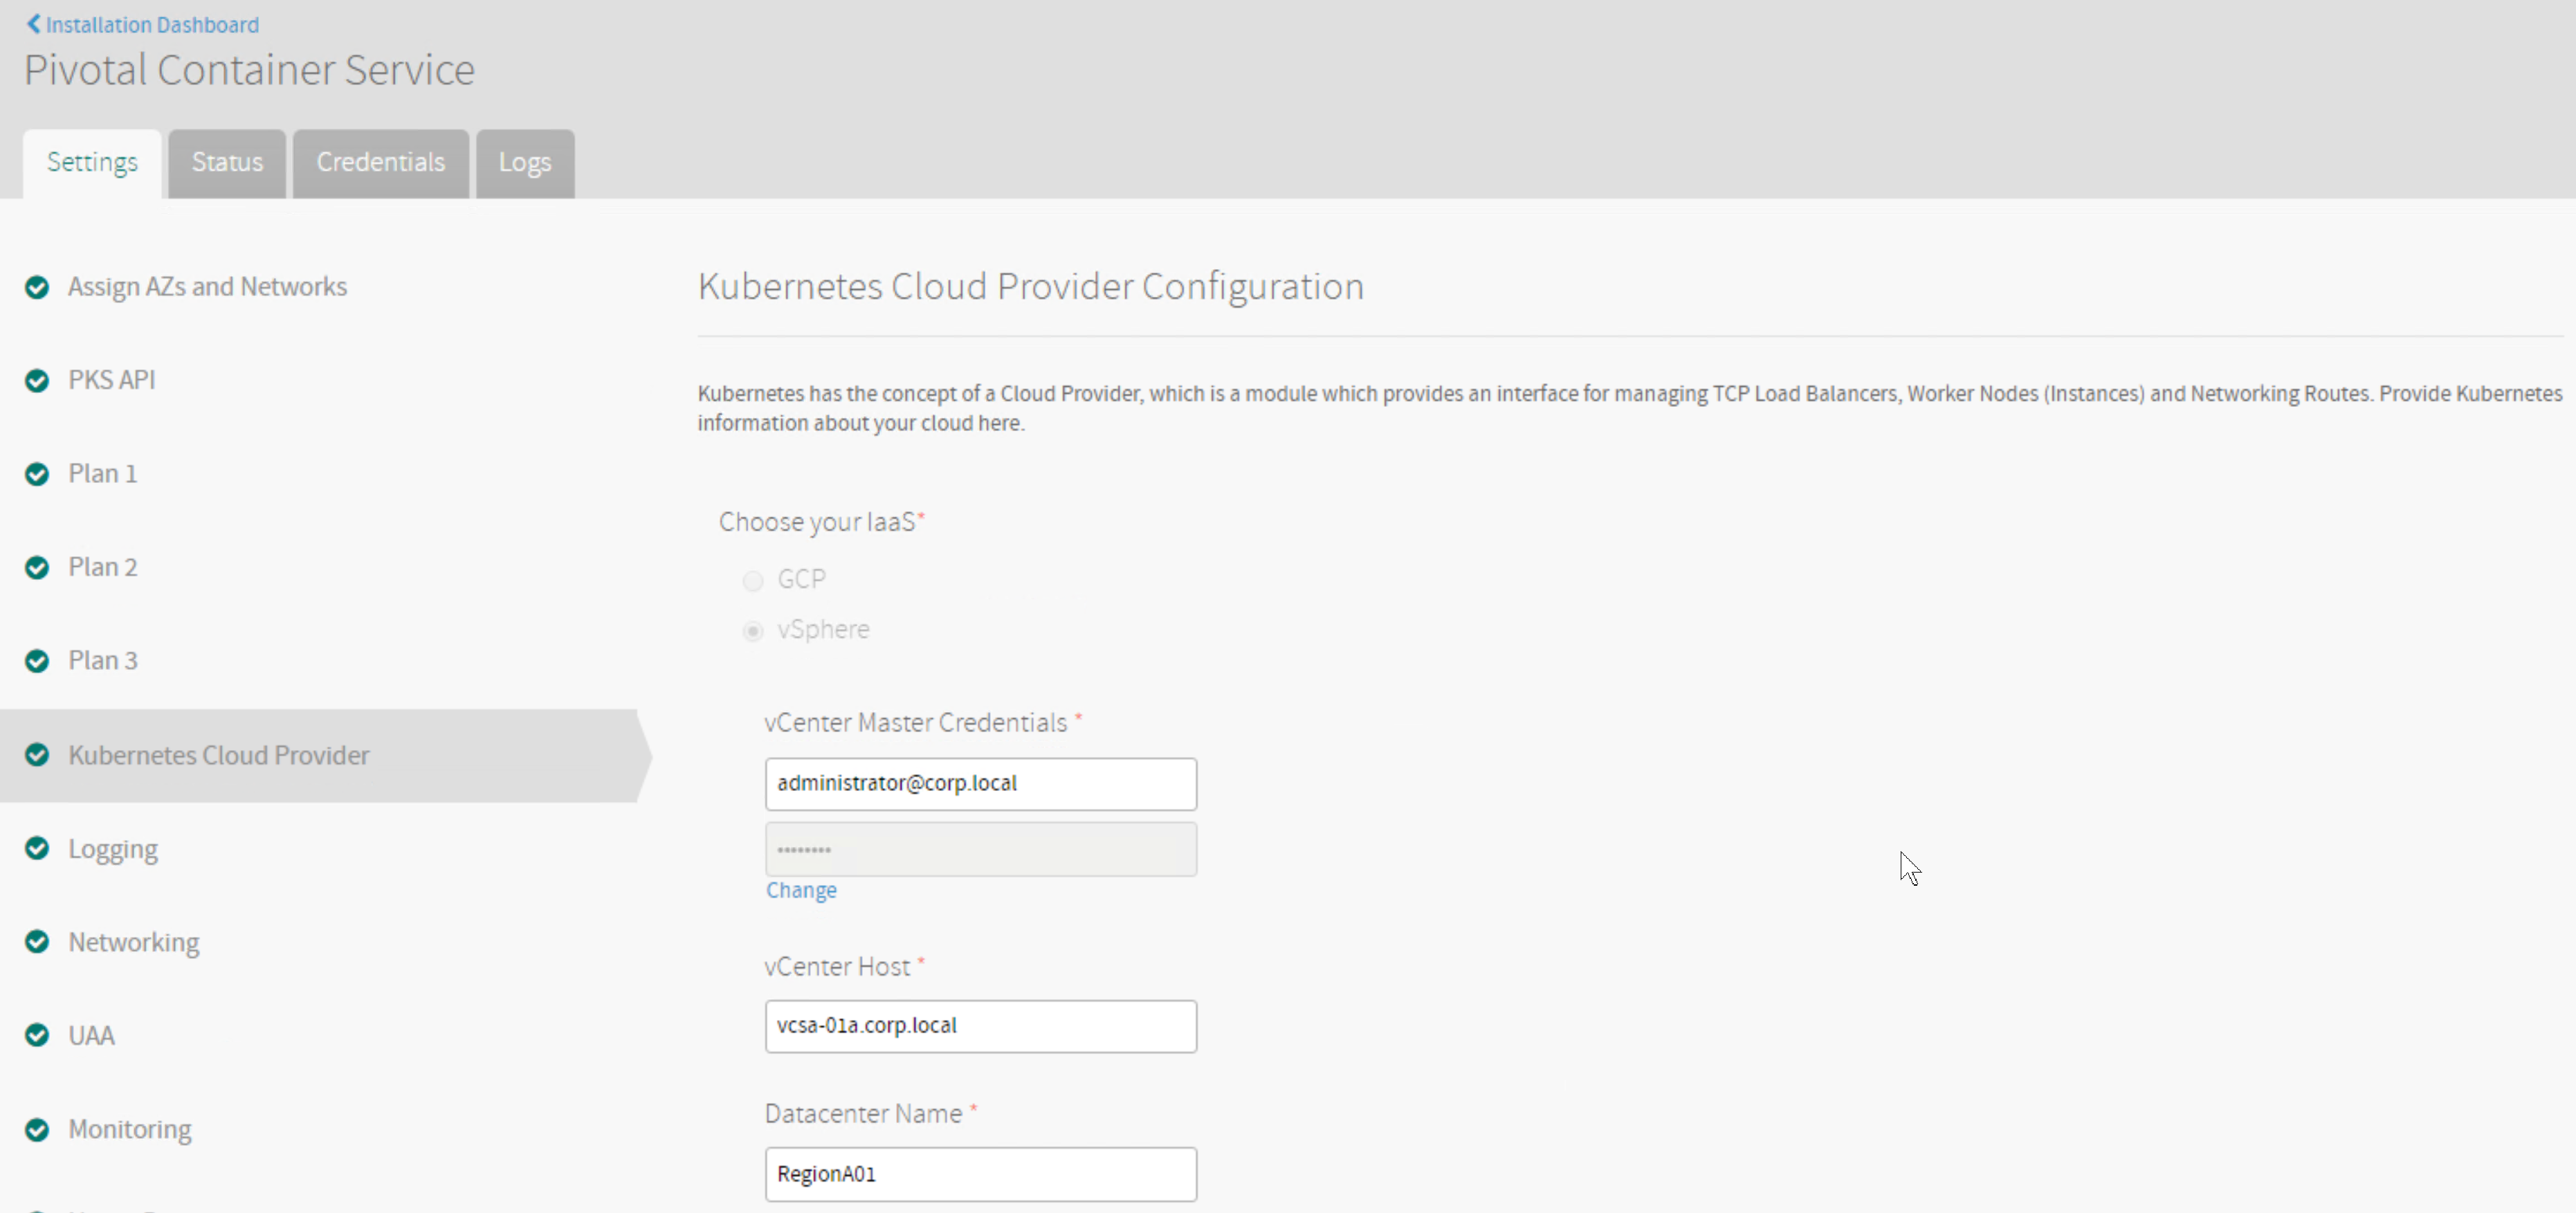 Installation Dashboard
Pivotal Container Service
Settings
Status
Credentials
Logs
Assign AZs and Networks
PKS API
Plan 1
Plan 2
Plan 3
Kubernetes Cloud Provider
Logging
Networking
UAA
Monitoring
Kubernetes Cloud Provider Configuration
Kubernetes has the concept of a Cloud Provider, which is a module which provides an interface for managing TCP Load Balancers, Worker Nodes (Instances) and Networking Routes. Provide Kubernetes
information about your cloud here.
Choose your IaaS*
GCP
vSphere
vCenter Master Credentials *
administrator@corp.local
••••••••
Change
vCenter Host *
vcsa-01a.corp.local
Datacenter Name *
RegionA01